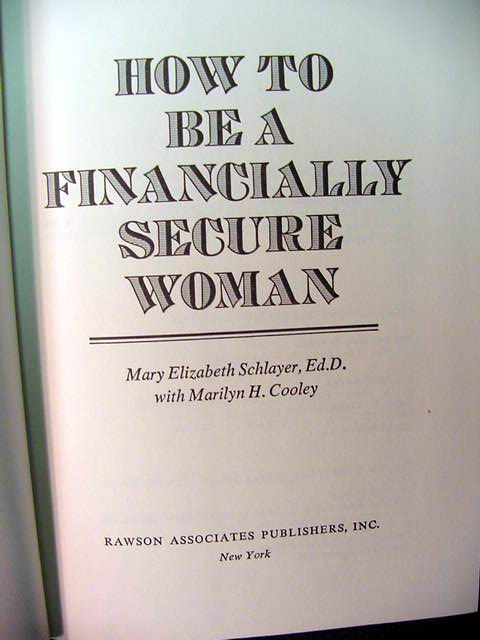 HOW TO
BE A
FINANCIALLY
SECURE
WOMAN
Mary Elizabeth Schlayer, Ed.D.
with Marilyn H. Cooley
RAWSON ASSOCIATES PUBLISHERS, INC.
New York